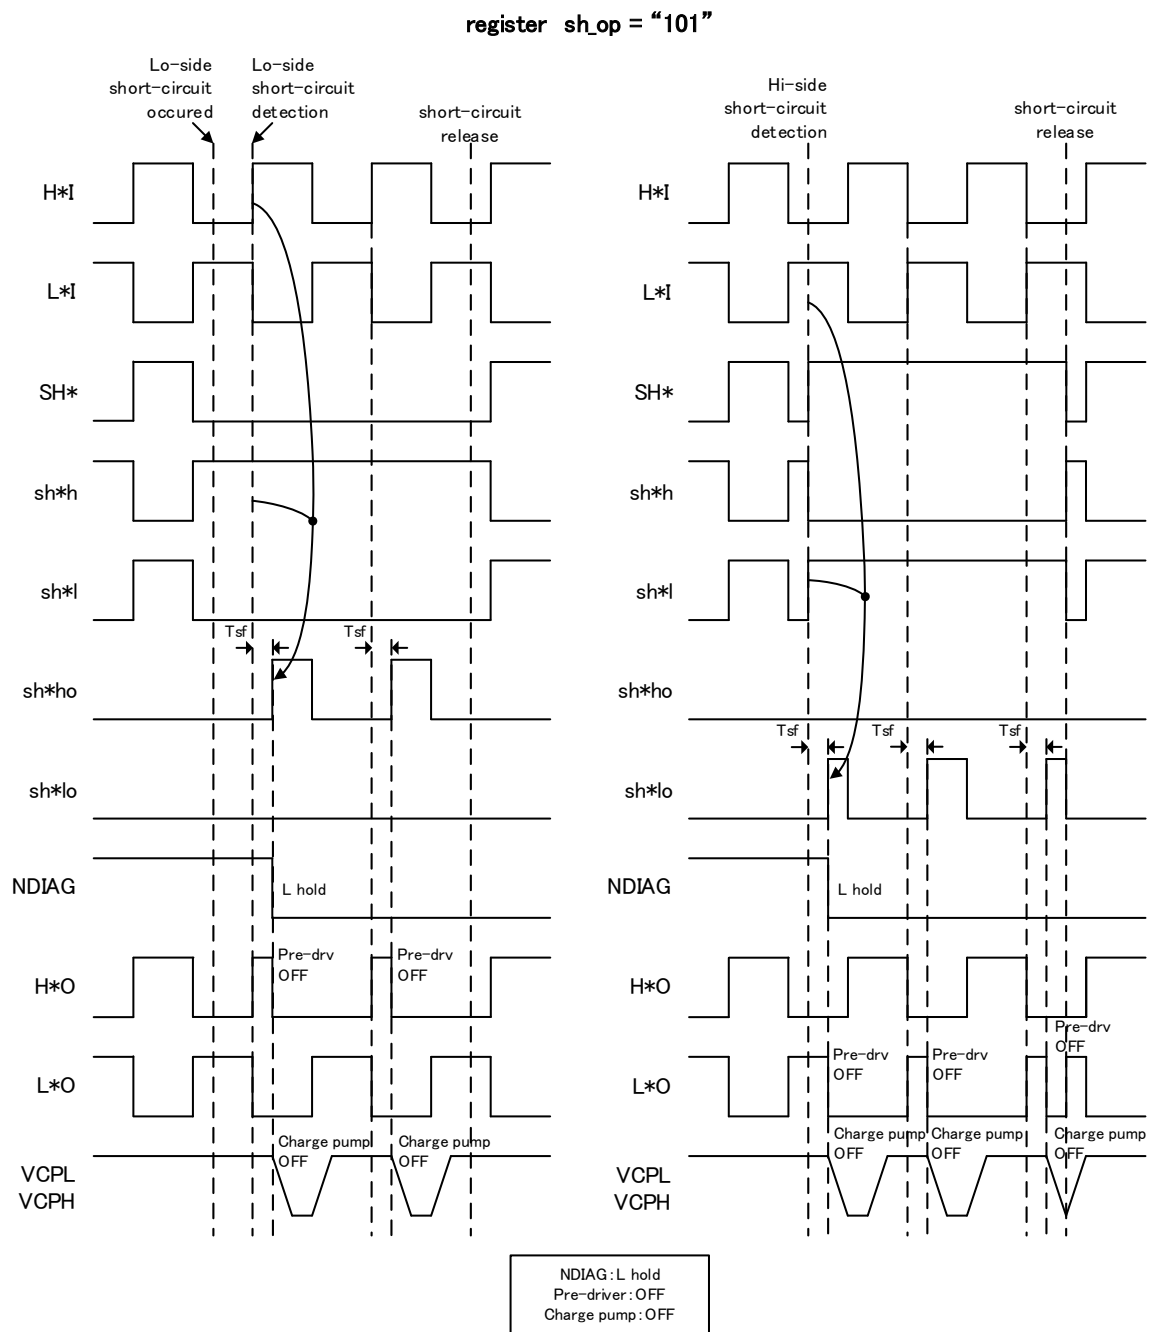 register sh_op = “101”
Lo-side
short-circuit
occured
Lo-side
short-circuit
detection
short-circuit
release
Hi-side
short-circuit
detection
short-circuit
release
H*I
L*I
SH*
sh*h
sh*l
Tsf
Tsf
sh*ho
sh*lo
NDIAG
L hold
Pre-drv
OFF
Pre-drv
OFF
H*O
L*O
Charge pump
OFF
Charge pump
OFF
VCPL
VCPH
H*I
L*I
SH*
sh*h
sh*l
sh*ho
Tsf
Tsf
Tsf
sh*lo
NDIAG
L hold
H*O
Pre-drv
OFF
Pre-drv
OFF
Pre-drv
OFF
L*O
Charge pump
OFF
Charge pump
OFF
Charge pump
OFF
VCPL
VCPH
NDIAG:L hold
Pre-driver:OFF
Charge pump:OFF